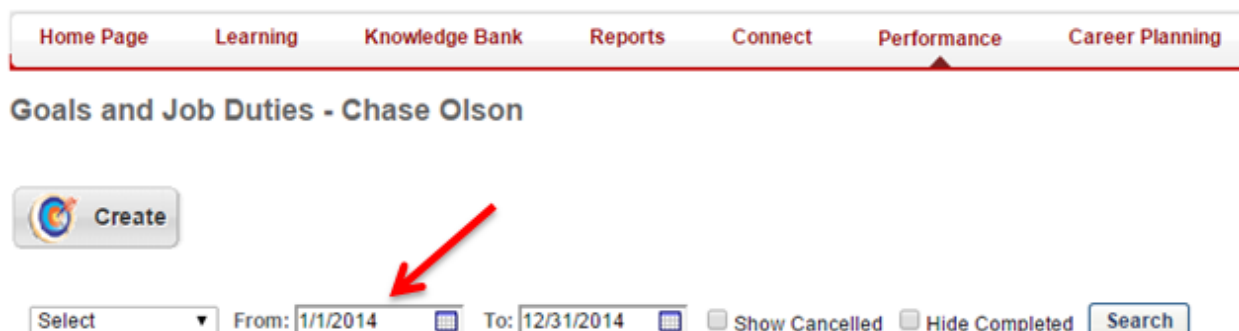 Home Page Learning Knowledge Bank Reports Connect Performance Career Planning
Goals and Job Duties - Chase Olson
Create
Select From: 1/1/2014 To: 12/31/2014 Show Cancelled Hide Completed Search